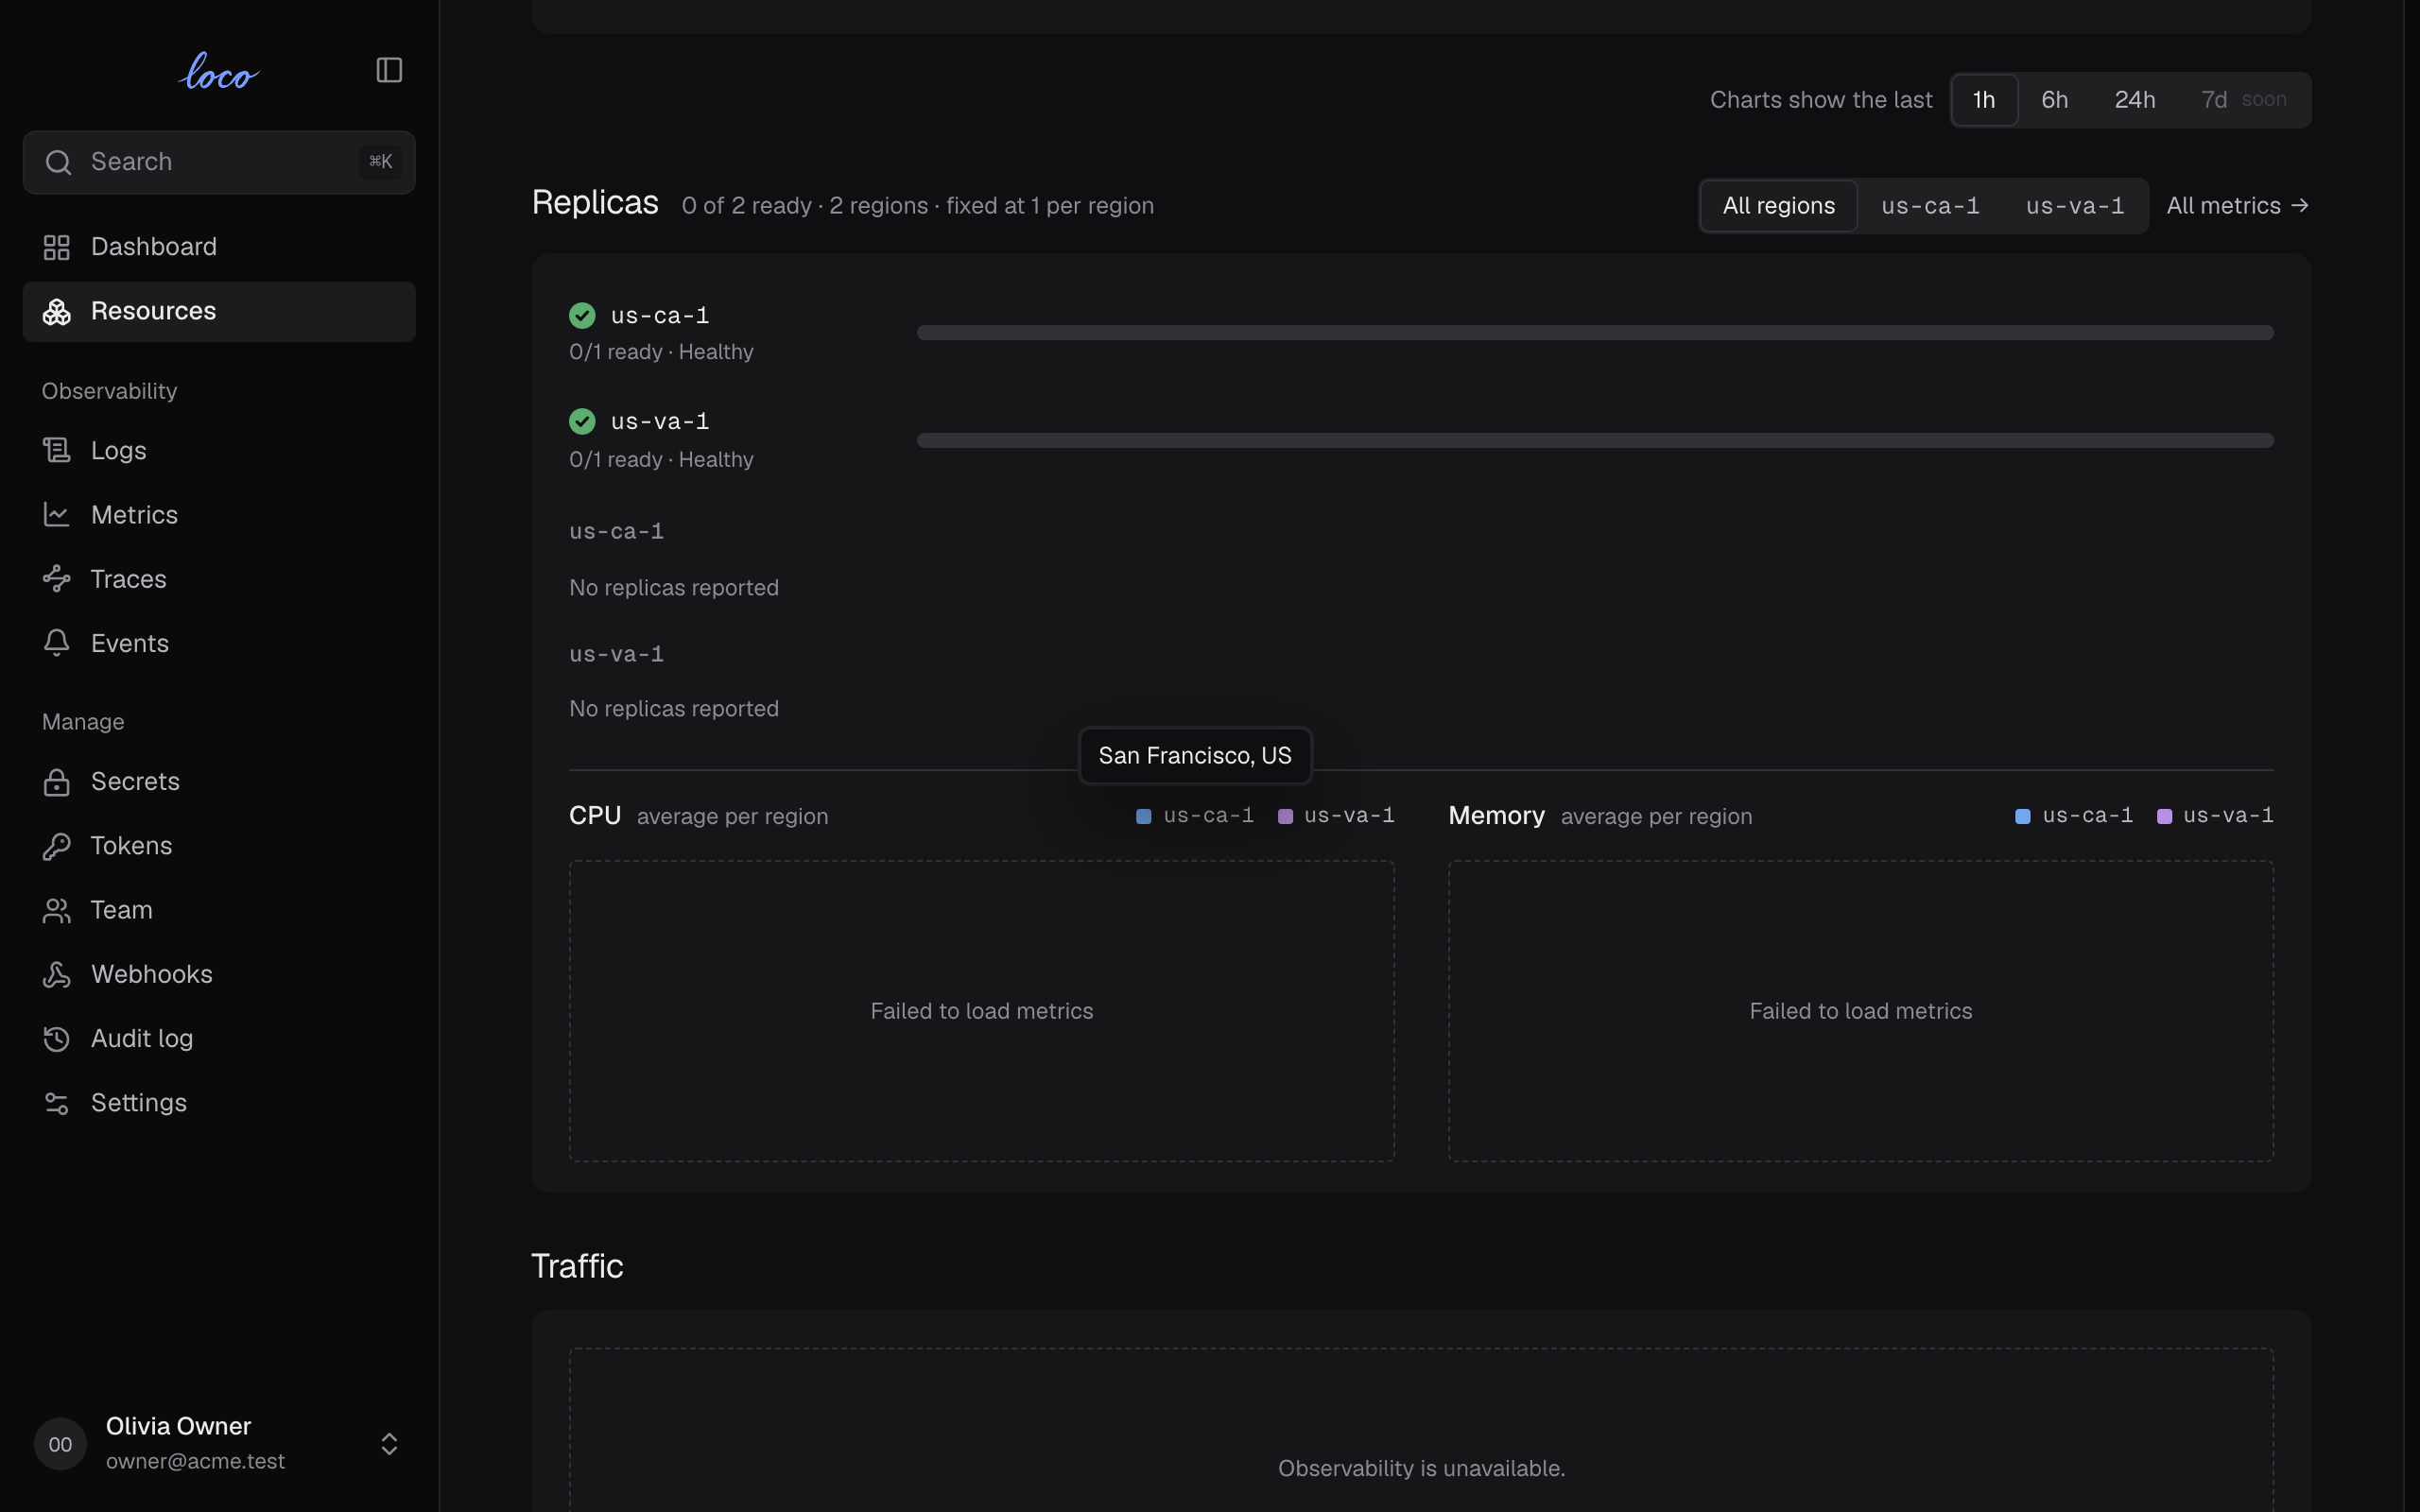 loco
Search ⌘K
Dashboard
Resources
Observability
Logs
Metrics
Traces
Events
Manage
Secrets
Tokens
Team
Webhooks
Audit log
Settings
OO
Olivia Owner
owner@acme.test
Charts show the last 1h 6h 24h 7d soon
Replicas 0 of 2 ready · 2 regions · fixed at 1 per region All regions us-ca-1 us-va-1 All metrics →
us-ca-1
0/1 ready · Healthy
us-va-1
0/1 ready · Healthy
us-ca-1
No replicas reported
us-va-1
No replicas reported
San Francisco, US
CPU average per region us-ca-1 us-va-1
Memory average per region us-ca-1 us-va-1
Failed to load metrics
Failed to load metrics
Traffic
Observability is unavailable.